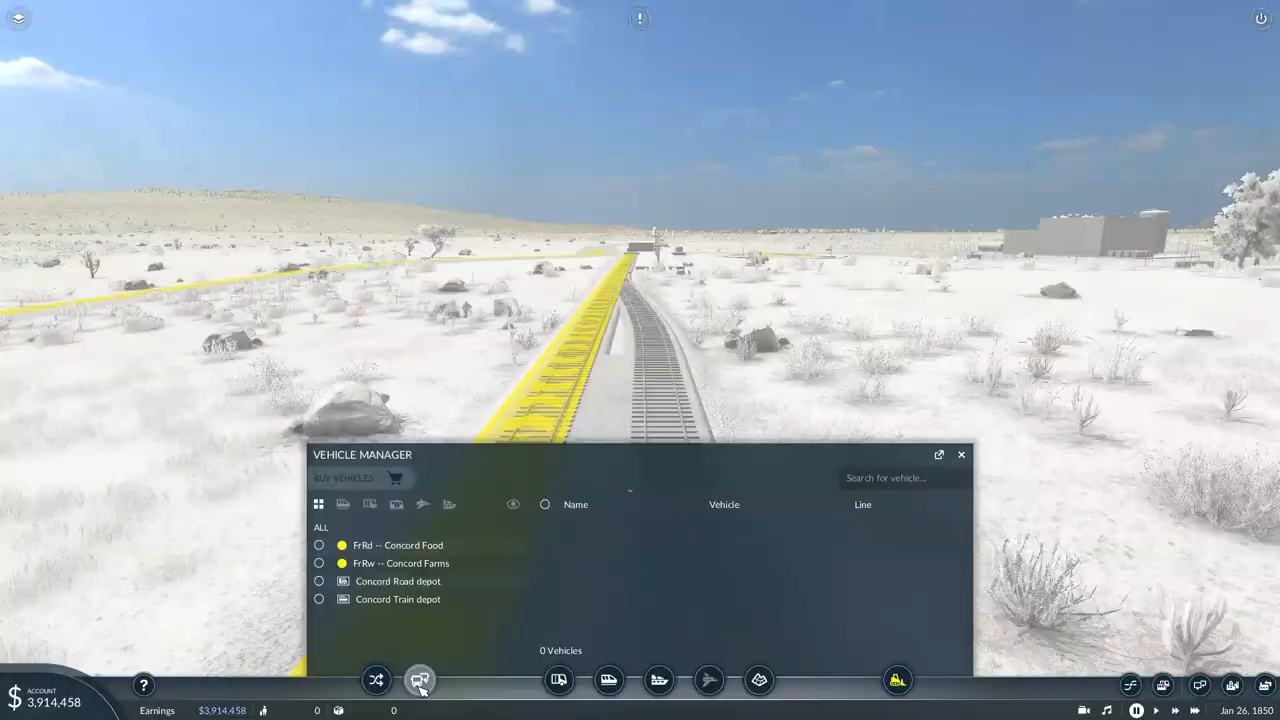 VEHICLE MANAGER
BUY VEHICLES
Search for vehicle...
Name Vehicle Line
ALL
FrRd -- Concord Food
FrRw -- Concord Farms
Concord Road depot
Concord Train depot
0 Vehicles
$ ACCOUNT
3,914,458
?
Earnings $3,914,458 0 0 Jan 26, 1850